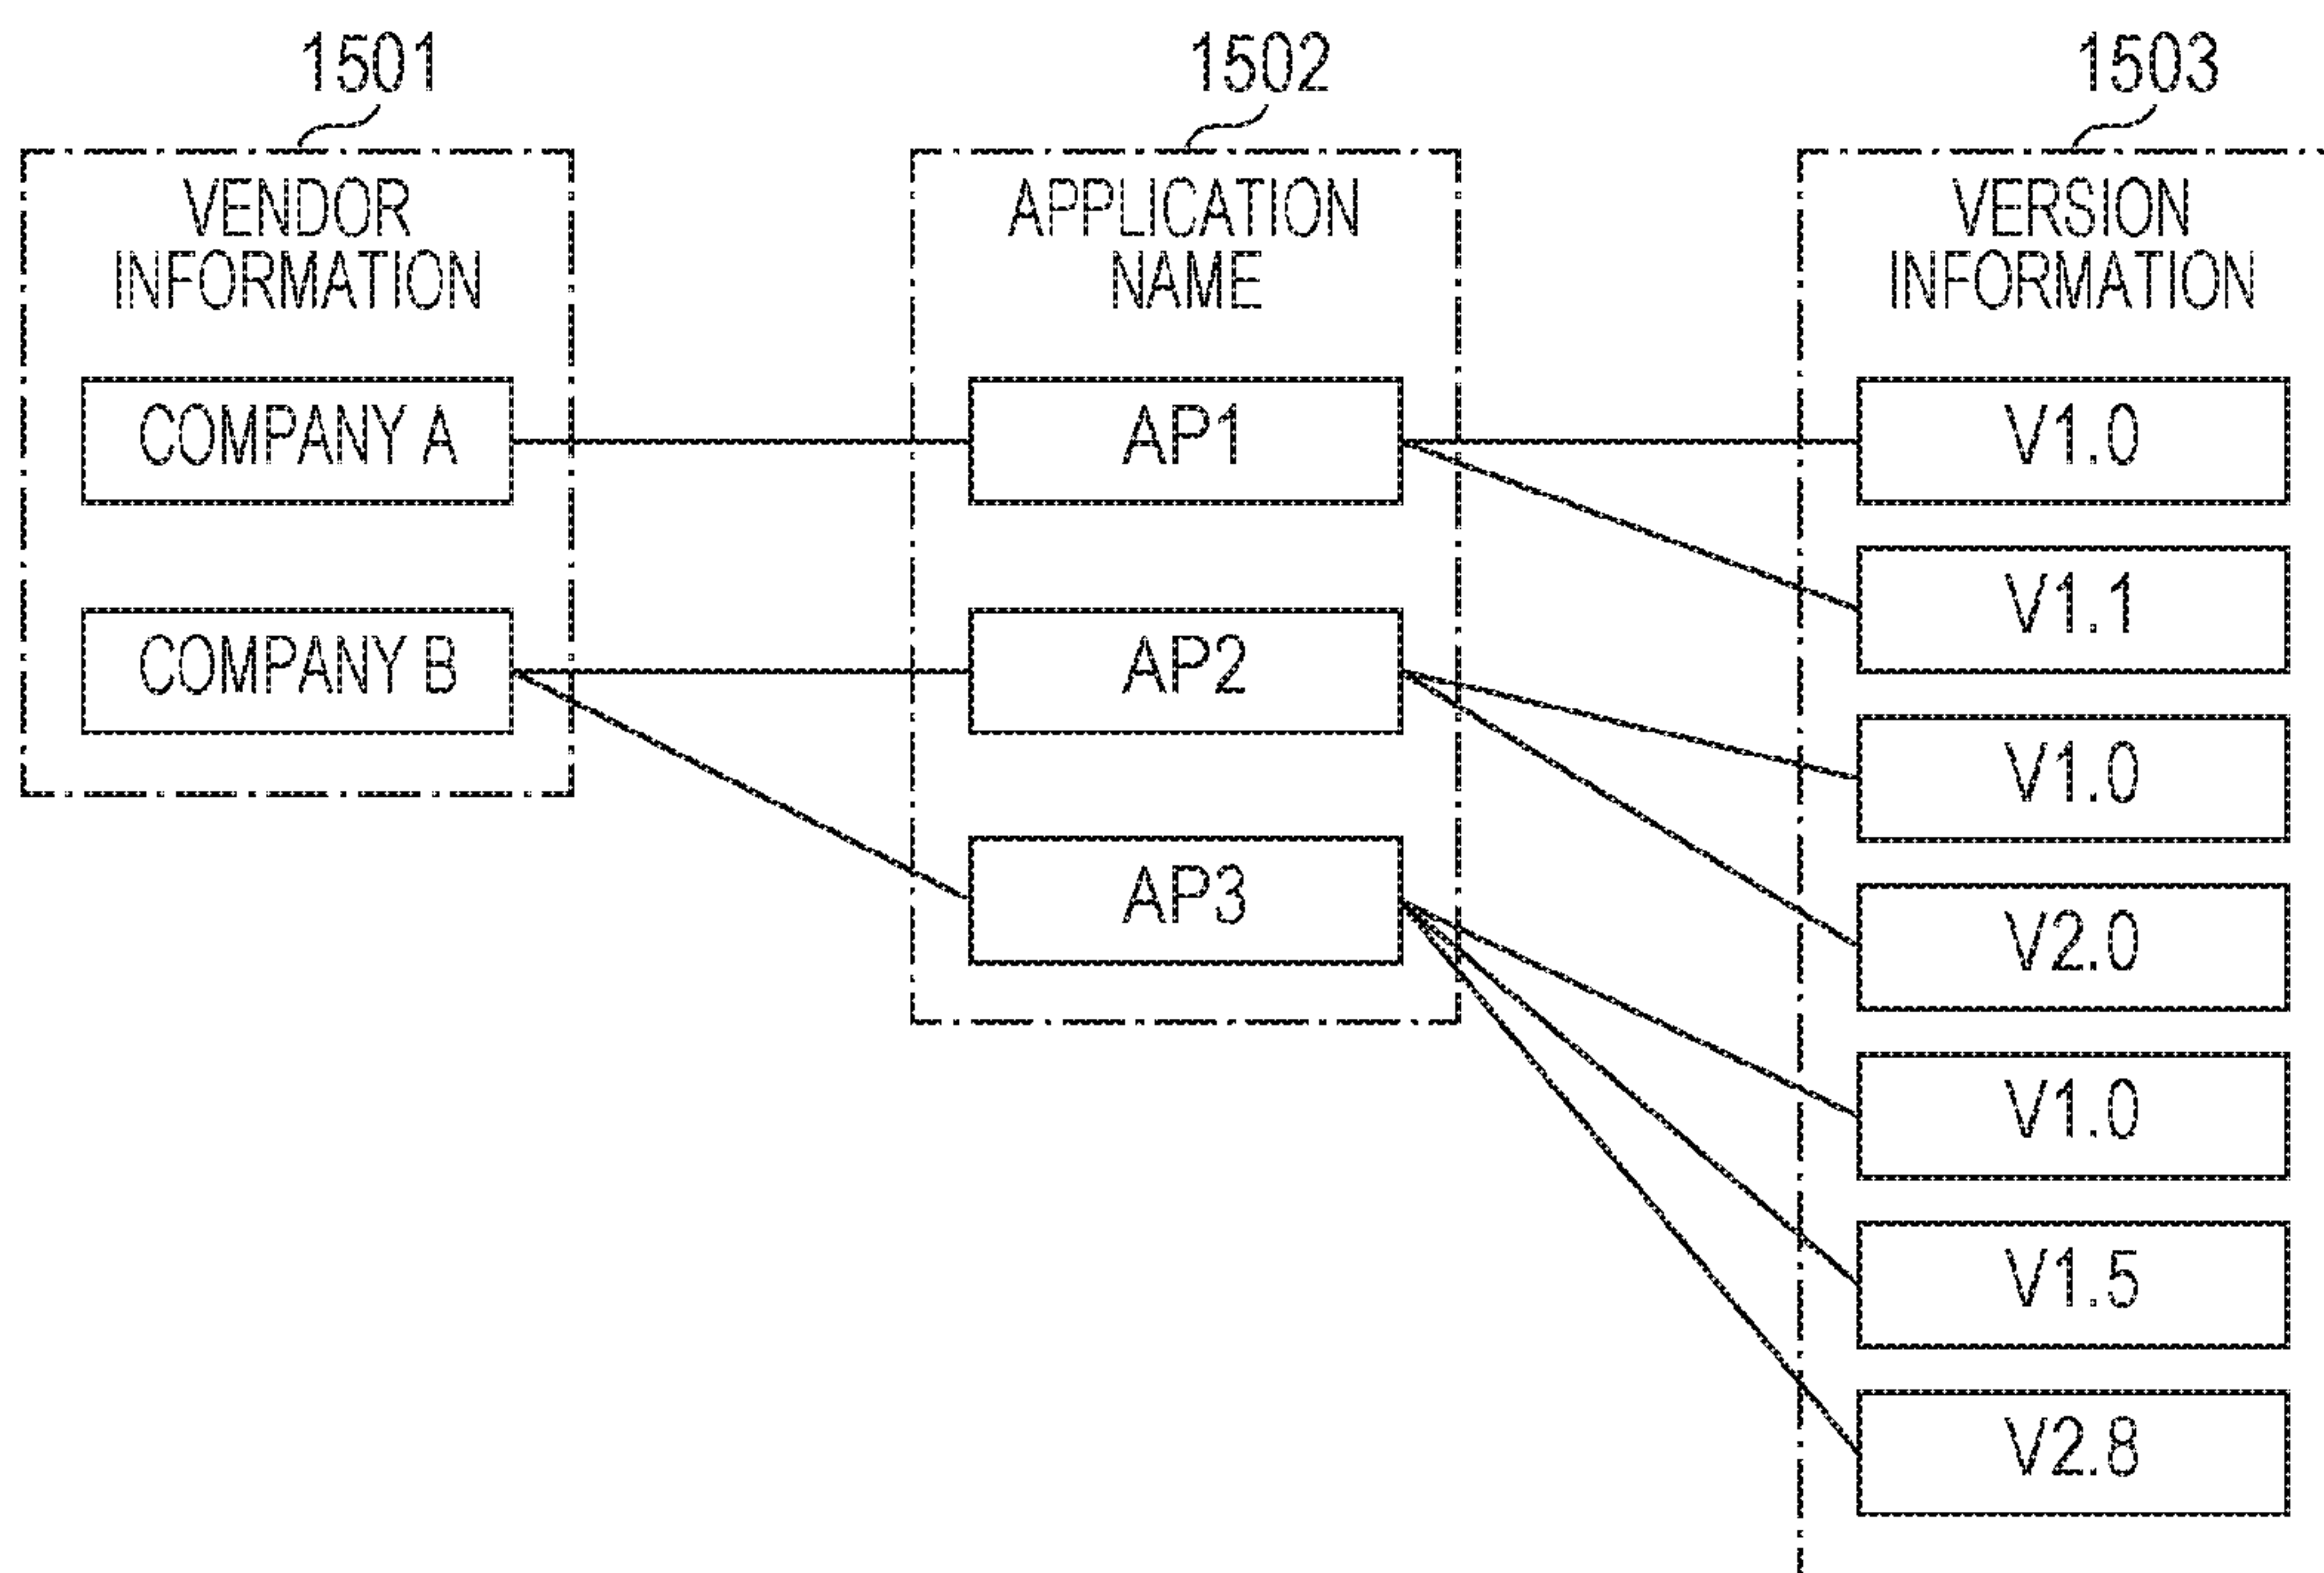 1501
1502
1503
VENDOR
INFORMATION
APPLICATION
NAME
VERSION
INFORMATION
COMPANY A
AP1
V1.0
V1.1
COMPANY B
AP2
V1.0
AP3
V2.0
V1.0
V1.5
V2.8